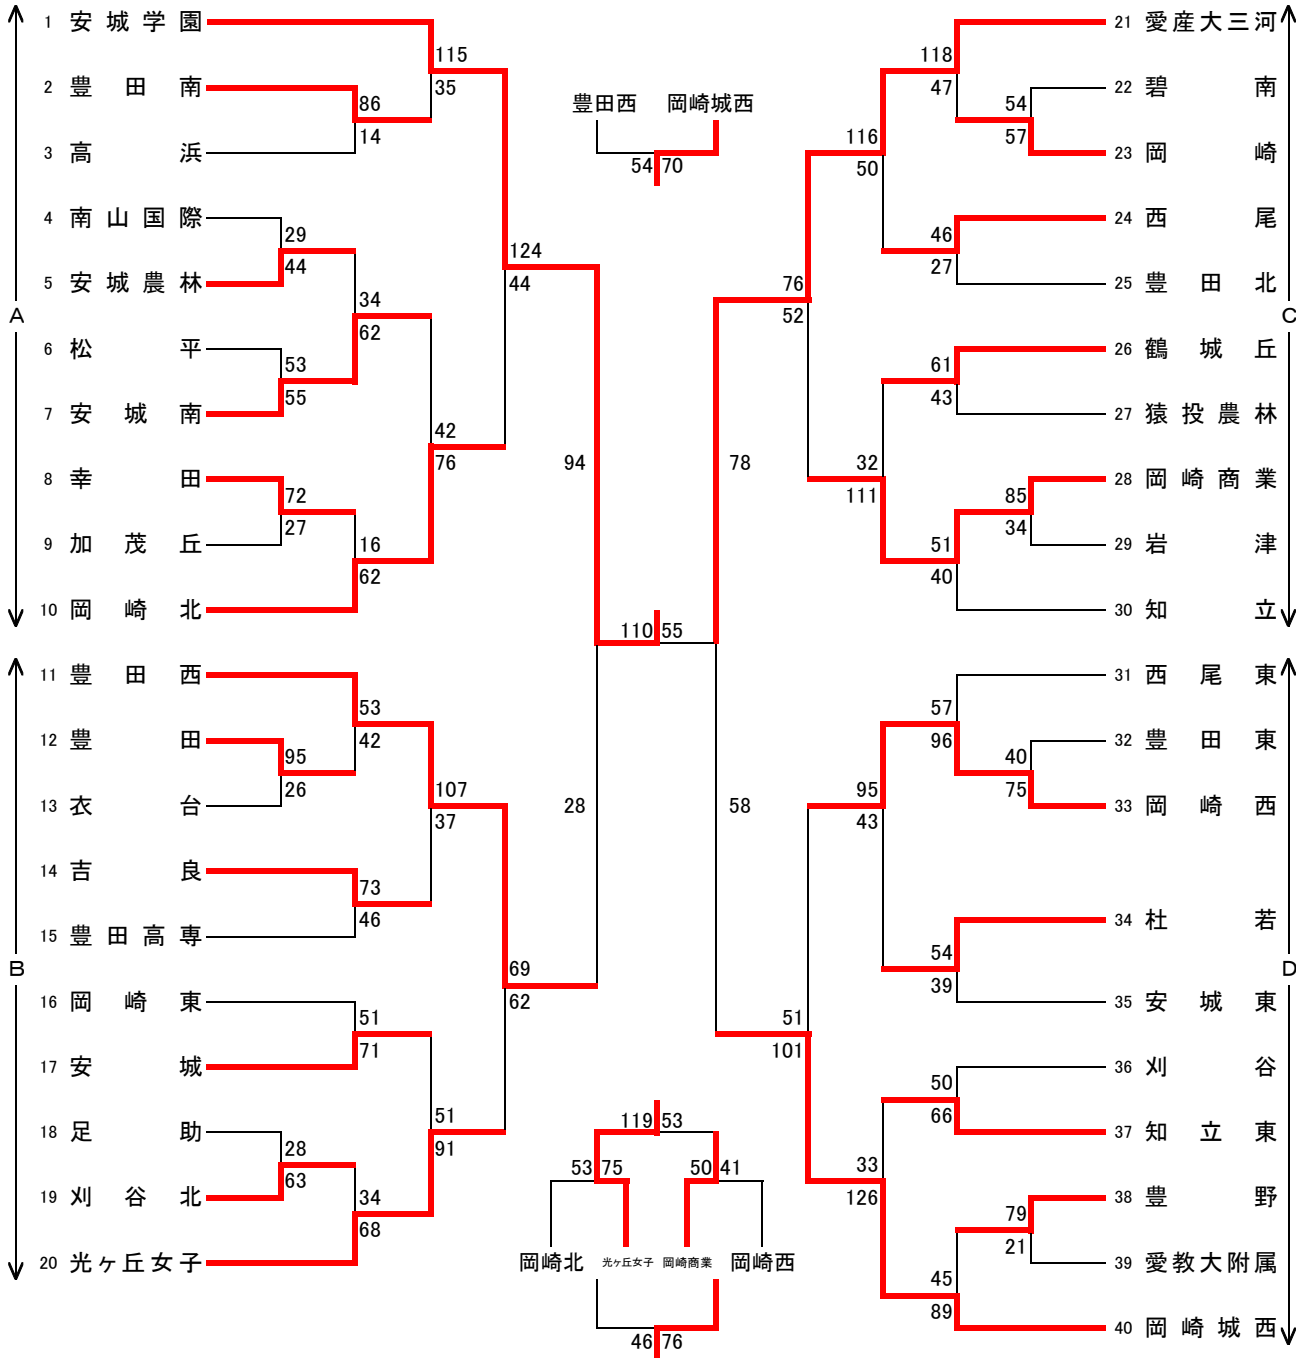 1 安城学園
115
35
2 豊田南
86
14
3 高浜
4 南山国際
29
44
5 安城農林
34
62
6 松平
53
55
7 安城南
42
76
8 幸田
72
27
9 加茂丘
16
62
10 岡崎北
124
44
A
11 豊田西
53
42
12 豊田
95
26
13 衣台
107
37
14 吉良
73
46
15 豊田高専
69
62
16 岡崎東
51
71
17 安城
51
91
18 足助
28
63
19 刈谷北
34
68
20 光ヶ丘女子
B
豊田西 岡崎城西
54 70
94
78
110 55
28
58
119 53
53 75
50 41
岡崎北 光ヶ丘女子 岡崎商業 岡崎西
46 76
21 愛産大三河
118
47
22 碧南
54
57
23 岡崎
116
50
24 西尾
46
27
25 豊田北
76
52
26 鶴城丘
61
43
27 猿投農林
32
111
28 岡崎商業
85
34
29 岩津
51
40
30 知立
C
31 西尾東
57
96
32 豊田東
40
75
33 岡崎西
95
43
34 杜若
54
39
35 安城東
51
101
36 刈谷
50
66
37 知立東
33
126
38 豊野
79
21
39 愛教大附属
45
89
40 岡崎城西
D